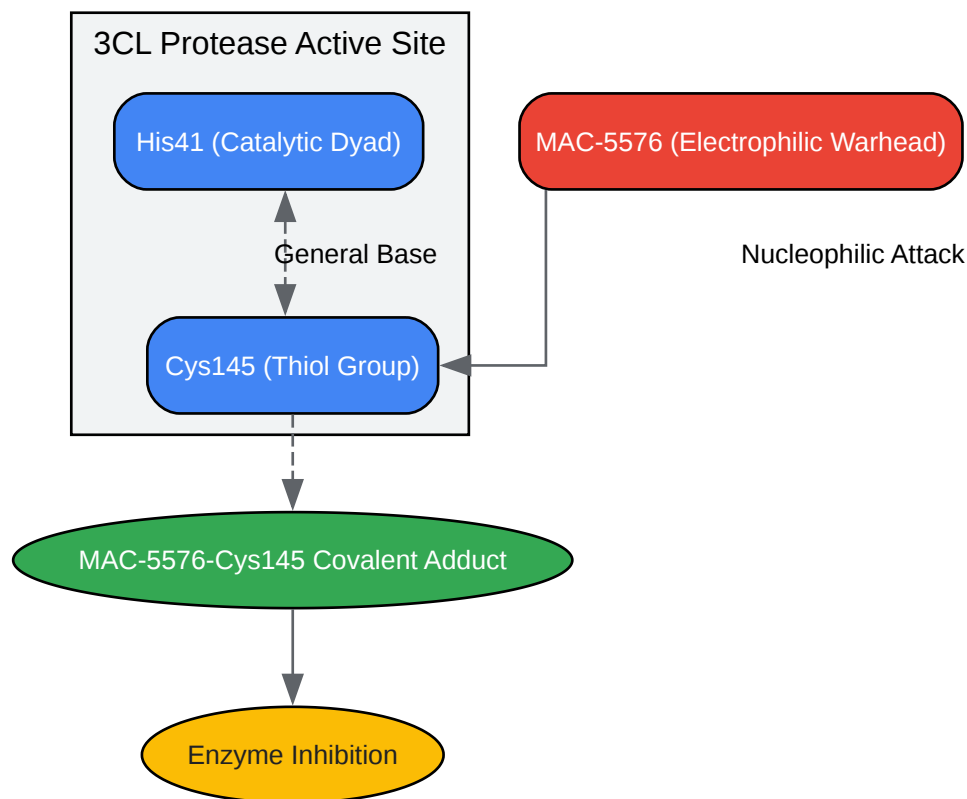 3CL Protease Active Site
His41 (Catalytic Dyad)
MAC-5576 (Electrophilic Warhead)
General Base
Nucleophilic Attack
Cys145 (Thiol Group)
MAC-5576-Cys145 Covalent Adduct
Enzyme Inhibition